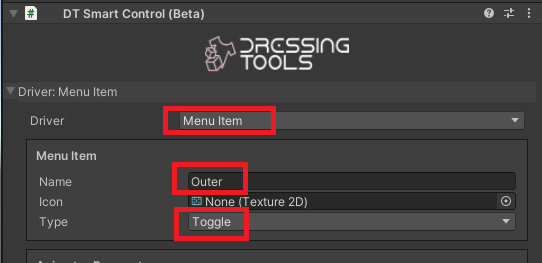 # DT Smart Control (Beta)
DRESSING
TOOLS
Driver: Menu Item
Driver Menu Item
Menu Item
Name Outer
Icon None (Texture 2D)
Type Toggle